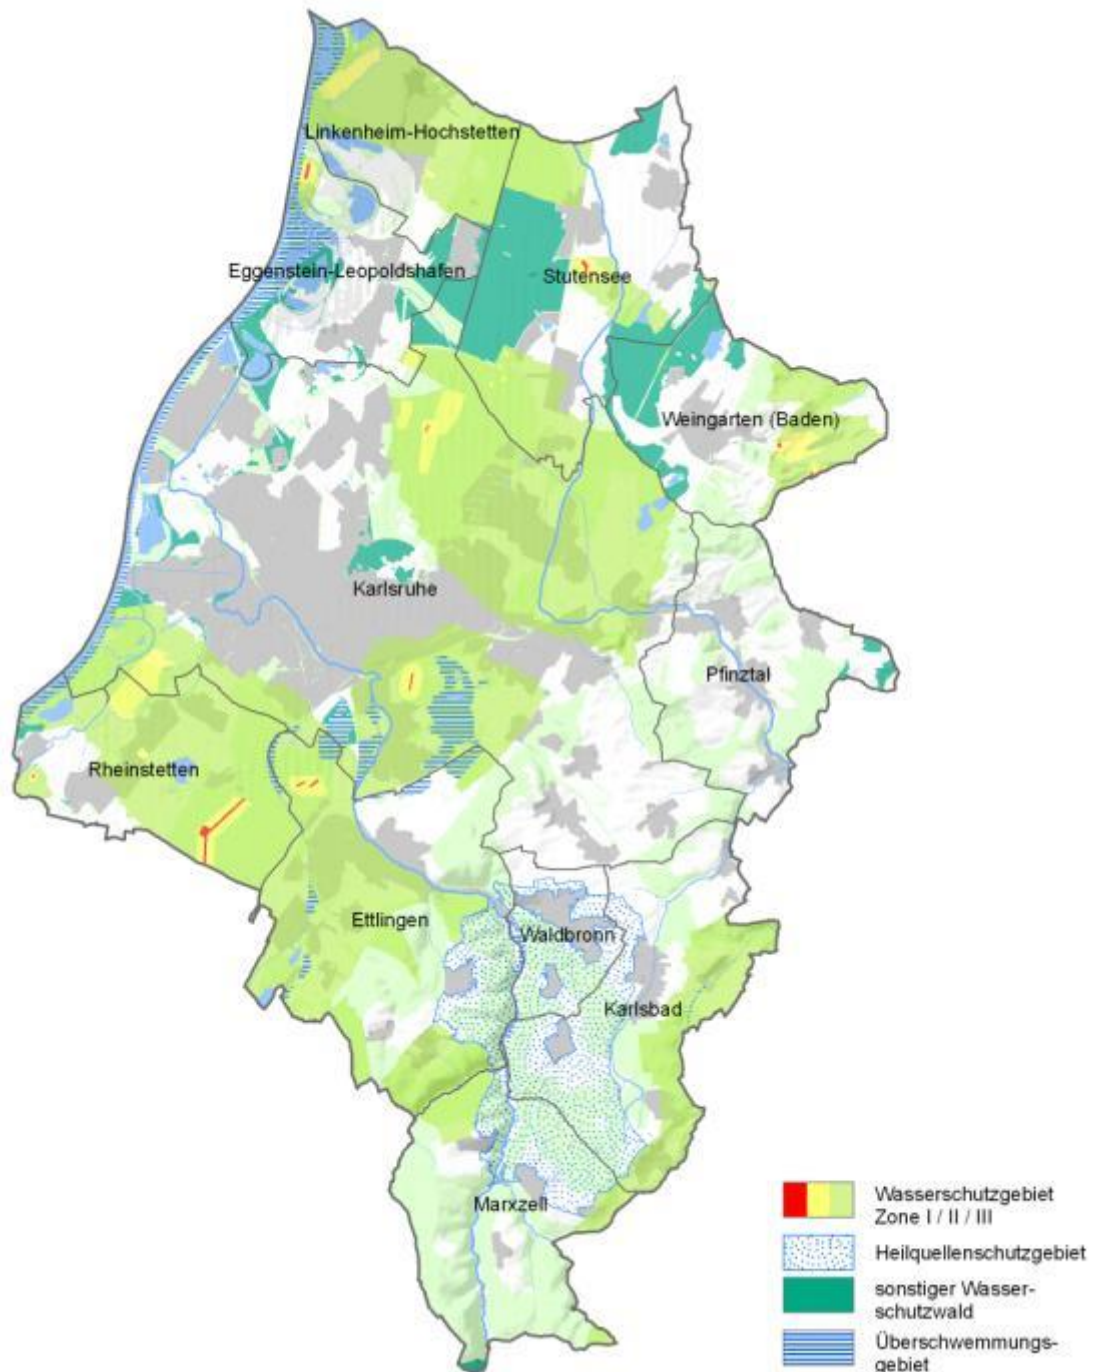 Linkenheim-Hochstetten
Eggenstein-Leopoldshafen
Stutensee
Weingarten (Baden)
Karlsruhe
Pfinztal
Rheinstetten
Ettlingen
Waldbronn
Karlsbad
Marxzell
Wasserschutzgebiet
Zone I / II / III
Heilquellenschutzgebiet
sonstiger Wasser-
schutzwald
Überschwemmungs-
gebiet